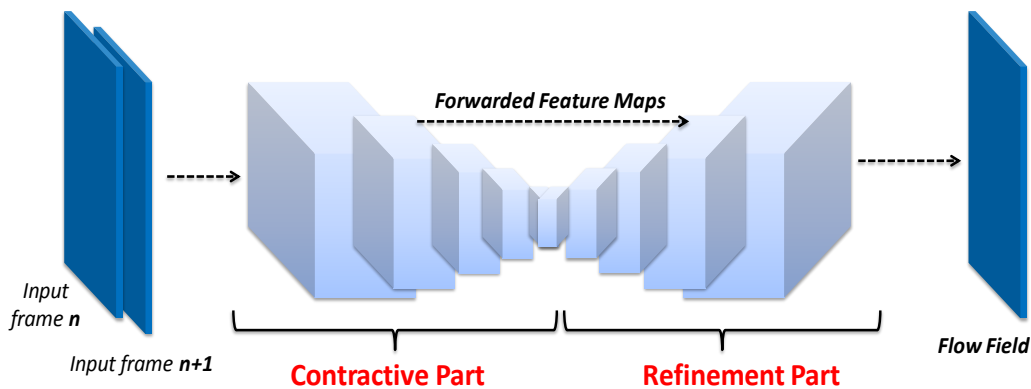 Forwarded Feature Maps
Input
frame n
Input frame n+1
Flow Field
Contractive Part
Refinement Part